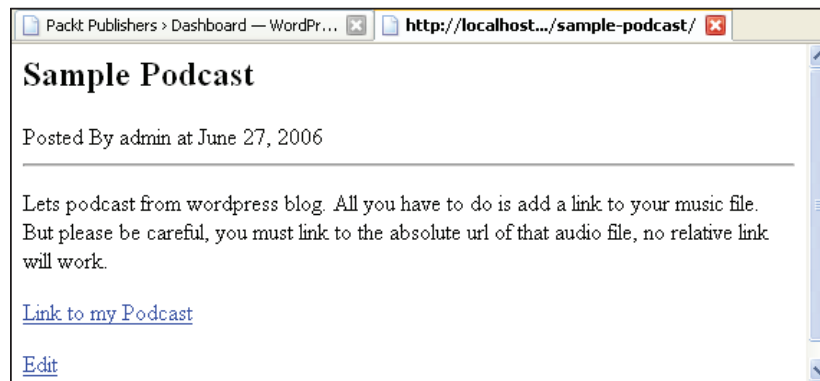 Packt Publishers › Dashboard — WordPr...
http://localhost.../sample-podcast/
Sample Podcast
Posted By admin at June 27, 2006
Lets podcast from wordpress blog. All you have to do is add a link to your music file.
But please be careful, you must link to the absolute url of that audio file, no relative link
will work.
Link to my Podcast
Edit